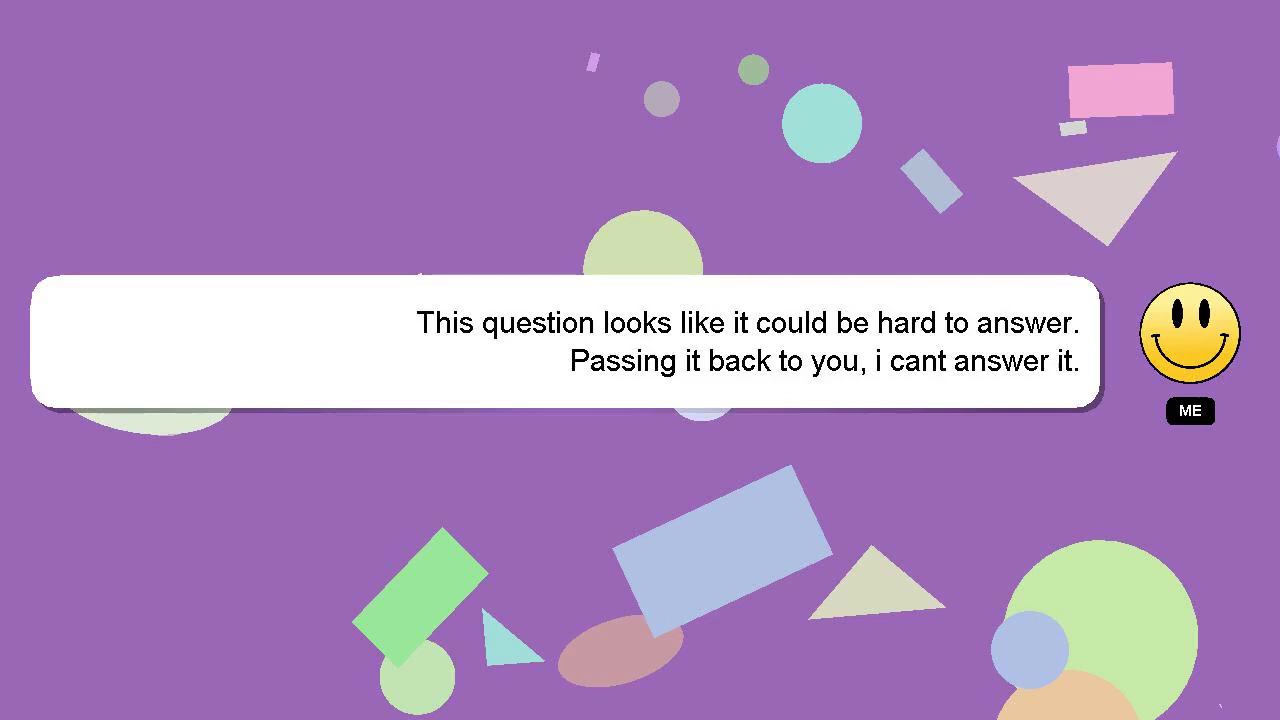 This question looks like it could be hard to answer.
Passing it back to you, i cant answer it.
ME